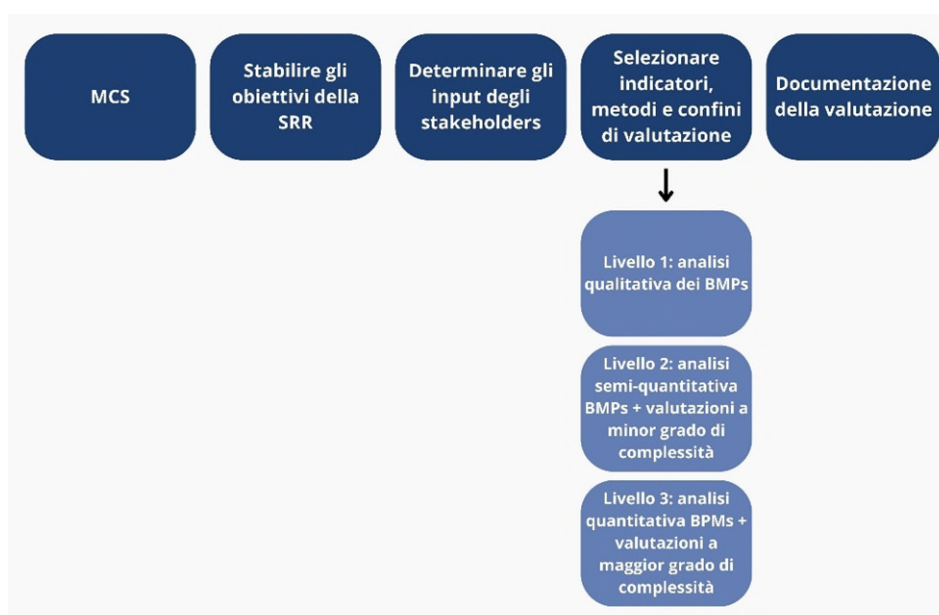 MCS
Stabilire gli
obiettivi della
SRR
Determinare gli
input degli
stakeholders
Selezionare
indicatori,
metodi e confini
di valutazione
Documentazione
della valutazione
Livello 1: analisi
qualitativa dei BMPs
Livello 2: analisi
semi-quantitativa
BMPs + valutazioni a
minor grado di
complessità
Livello 3: analisi
quantitativa BPMs +
valutazioni a
maggior grado di
complessità